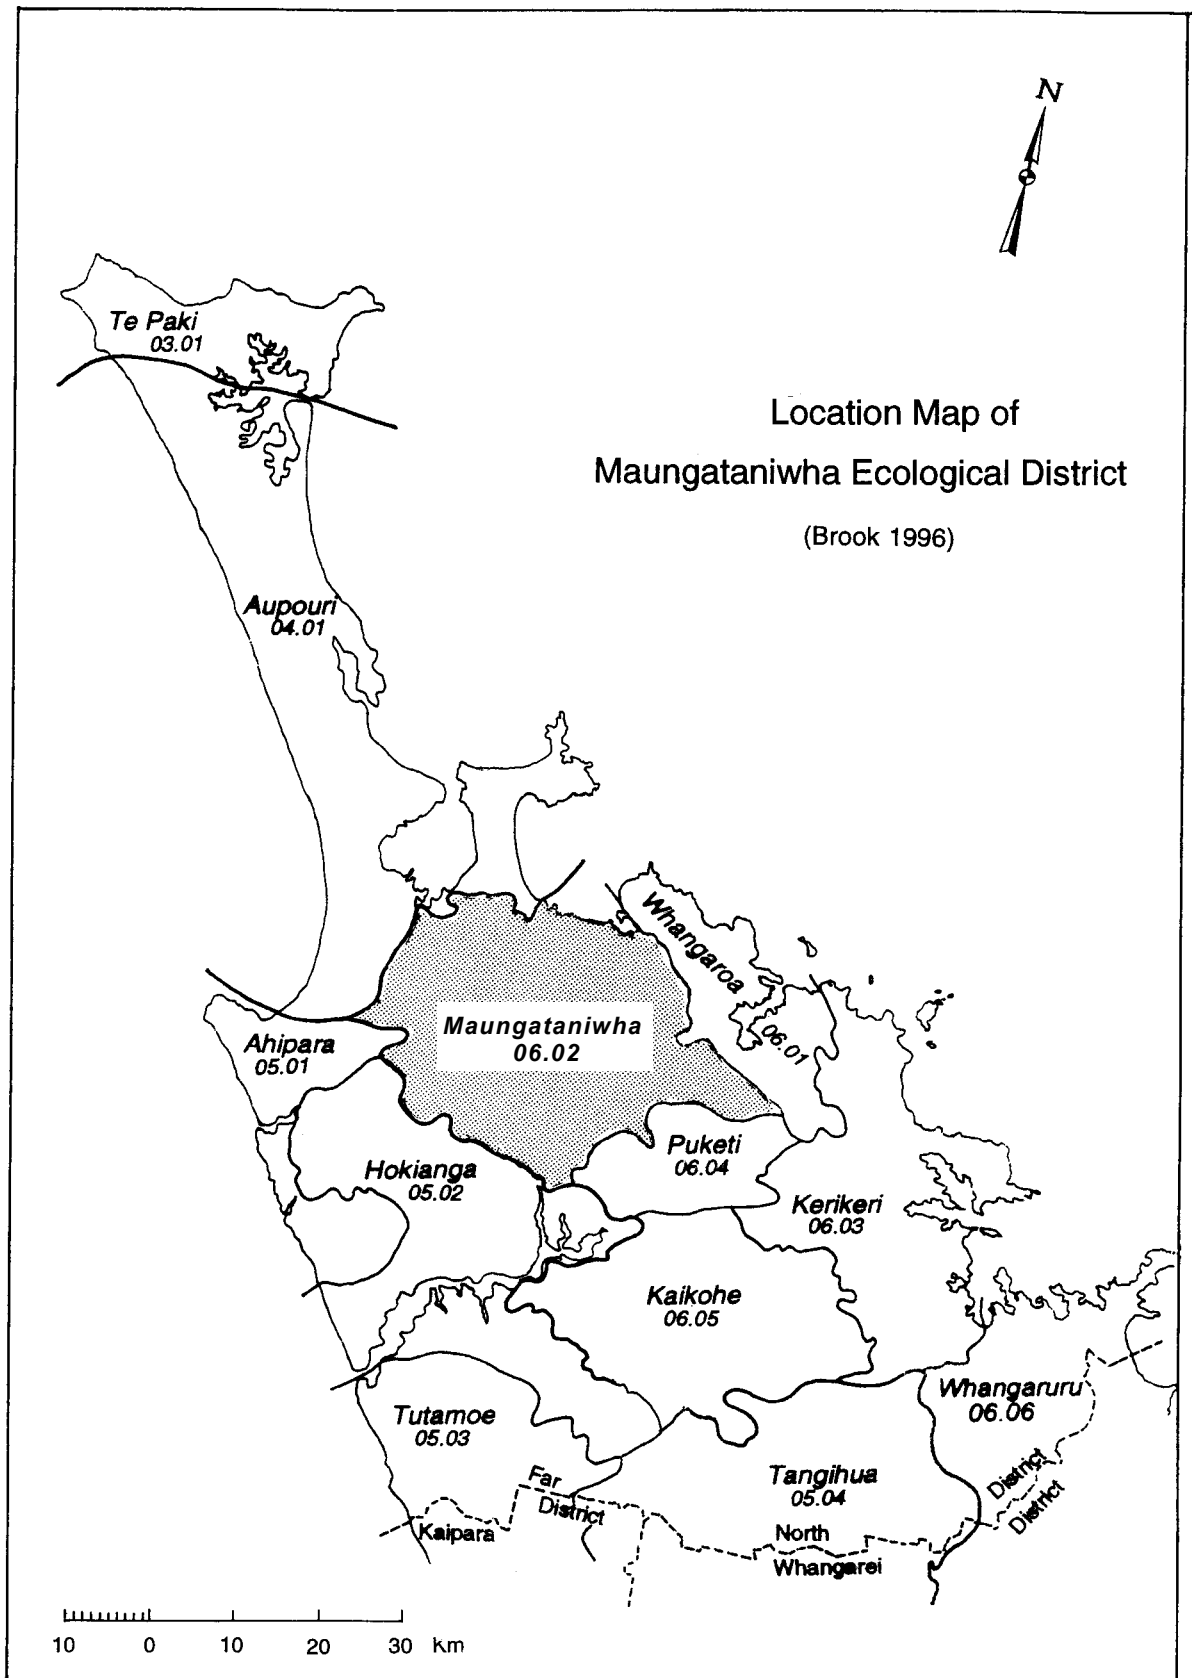 N
Te Paki
03.01
Location Map of
Maungataniwha Ecological District
(Brook 1996)
Aupouri
04.01
Whangaroa
06.01
Maungataniwha
06.02
Ahipara
05.01
Puketi
06.04
Hokianga
05.02
Kerikeri
06.03
Kaikohe
06.05
Whangaruru
06.06
Tutamoe
05.03
Tangihua
05.04
Far
District
District
District
Kaipara
North
Whangarei
10 0 10 20 30 Km